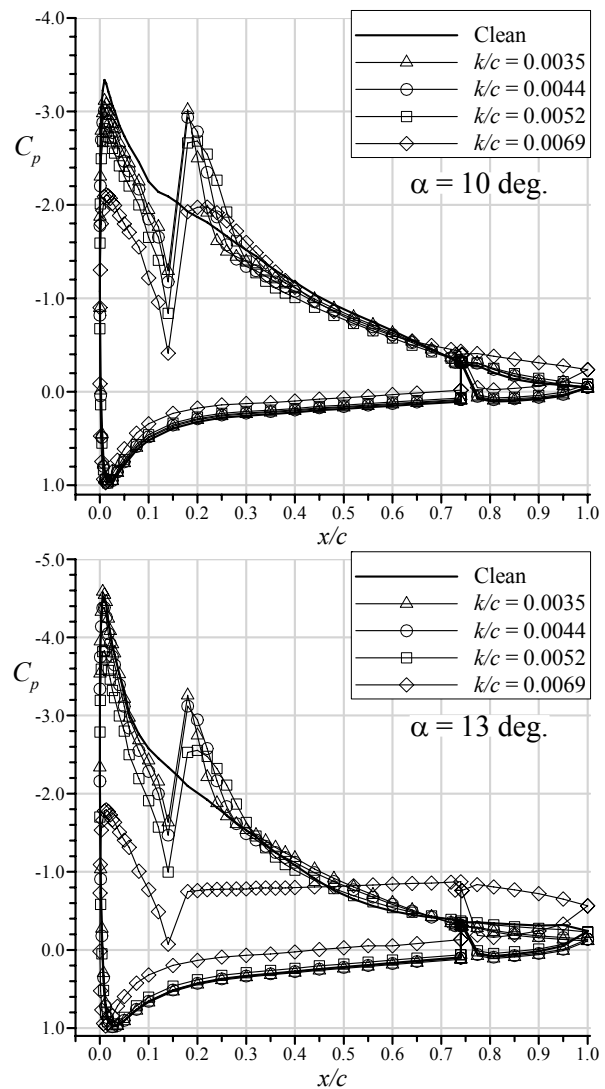 -4.0
-3.0
-2.0
-1.0
0.0
1.0
Cp
Clean
k/c = 0.0035
k/c = 0.0044
k/c = 0.0052
k/c = 0.0069
α = 10 deg.
0.0 0.1 0.2 0.3 0.4 0.5 0.6 0.7 0.8 0.9 1.0
x/c
-5.0
-4.0
-3.0
-2.0
-1.0
0.0
1.0
Cp
Clean
k/c = 0.0035
k/c = 0.0044
k/c = 0.0052
k/c = 0.0069
α = 13 deg.
0.0 0.1 0.2 0.3 0.4 0.5 0.6 0.7 0.8 0.9 1.0
x/c